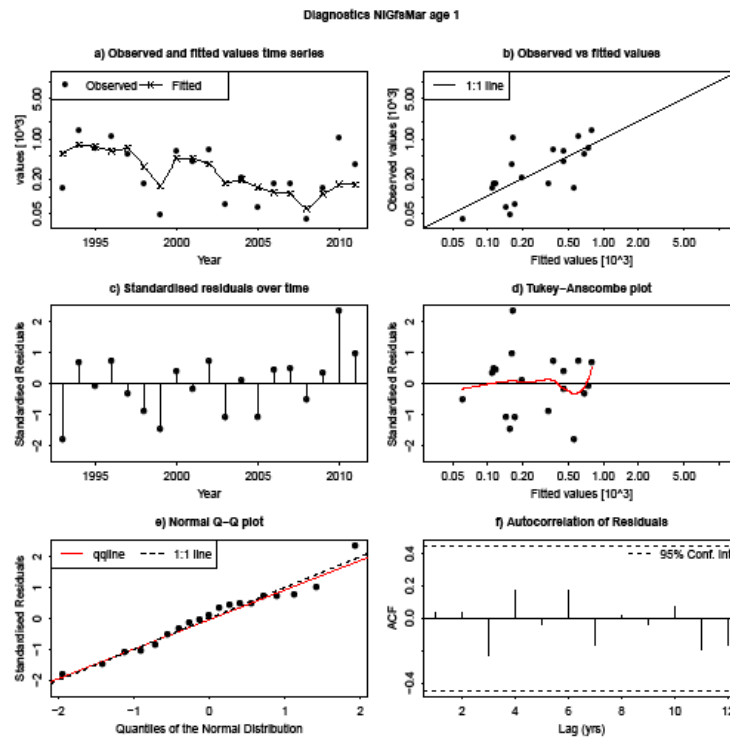 Diagnostics NIGfsMar age 1
a) Observed and fitted values time series
values [10^3]
5.00
1.00
0.20
0.05
Observed Fitted
1995 2000 2005 2010
Year
b) Observed vs fitted values
Observed values [10^3]
5.00
1.00
0.20
0.05
1:1 line
0.05 0.10 0.20 0.50 1.00 5.00
Fitted values [10^3]
c) Standardised residuals over time
Standardised Residuals
2
1
0
-1
-2
1995 2000 2005 2010
Year
d) Tukey-Anscombe plot
Standardised Residuals
2
1
0
-1
-2
0.05 0.10 0.20 0.50 1.00 5.00
Fitted values [10^3]
e) Normal Q-Q plot
Standardised Residuals
2
1
0
-1
-2
qqline 1:1 line
-2 -1 0 1 2
Quantiles of the Normal Distribution
f) Autocorrelation of Residuals
ACF
0.4
0.0
-0.4
95% Conf. Int
2 4 6 8 10 12
Lag (yrs)